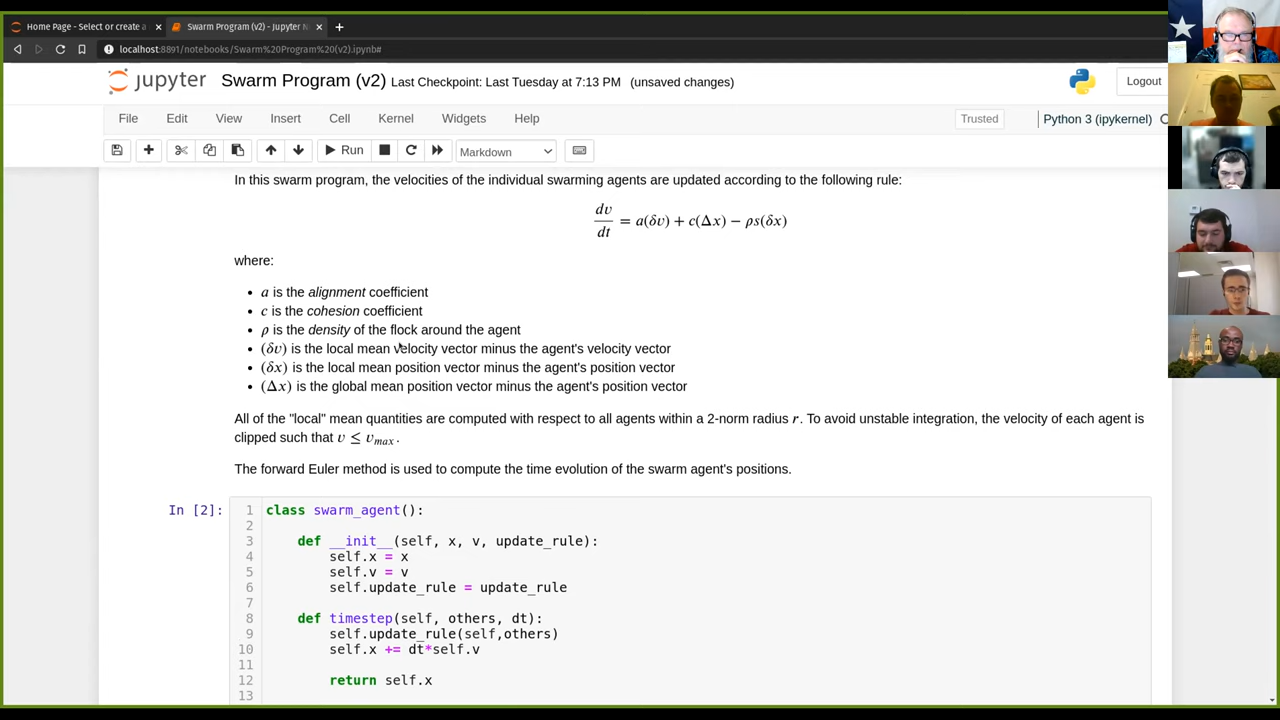 Home Page - Select or create a
Swarm Program (v2) - Jupyter N
localhost:8891/notebooks/Swarm%20Program%20(v2).ipynb#
jupyter Swarm Program (v2) Last Checkpoint: Last Tuesday at 7:13 PM (unsaved changes)
Logout
File Edit View Insert Cell Kernel Widgets Help
Trusted
Python 3 (ipykernel)
Run
Markdown
In this swarm program, the velocities of the individual swarming agents are updated according to the following rule:
dv/dt = a(δv) + c(Δx) − ρs(δx)
where:
• a is the alignment coefficient
• c is the cohesion coefficient
• ρ is the density of the flock around the agent
• (δv) is the local mean velocity vector minus the agent's velocity vector
• (δx) is the local mean position vector minus the agent's position vector
• (Δx) is the global mean position vector minus the agent's position vector
All of the "local" mean quantities are computed with respect to all agents within a 2-norm radius r. To avoid unstable integration, the velocity of each agent is
clipped such that v ≤ vmax.
The forward Euler method is used to compute the time evolution of the swarm agent's positions.
In [2]:
1 class swarm_agent():
2
3 def __init__(self, x, v, update_rule):
4 self.x = x
5 self.v = v
6 self.update_rule = update_rule
7
8 def timestep(self, others, dt):
9 self.update_rule(self,others)
10 self.x += dt*self.v
11
12 return self.x
13